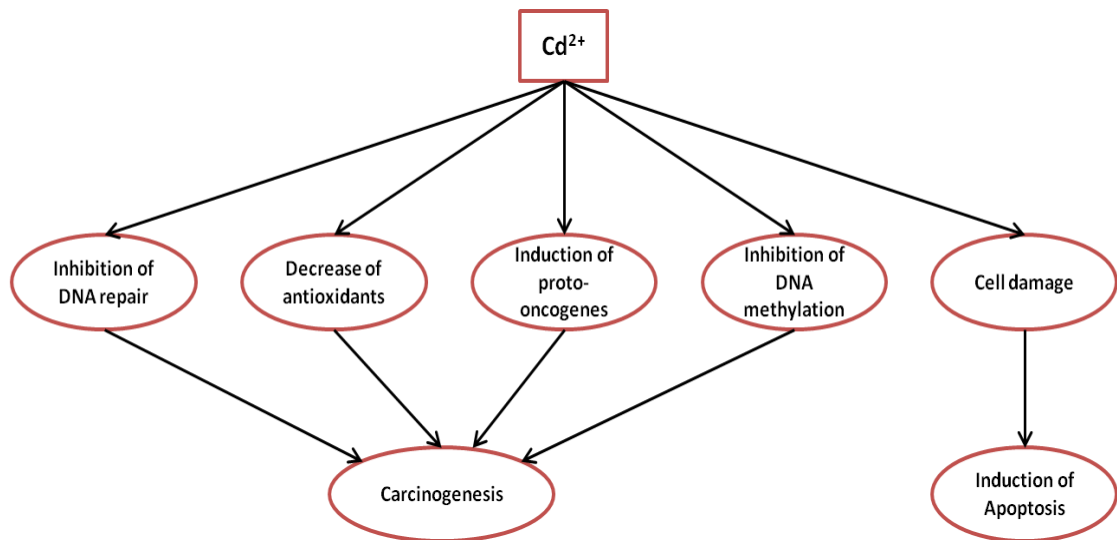 Cd²⁺
Inhibition of
DNA repair
Decrease of
antioxidants
Induction of
proto-
oncogenes
Inhibition of
DNA
methylation
Cell damage
Carcinogenesis
Induction of
Apoptosis